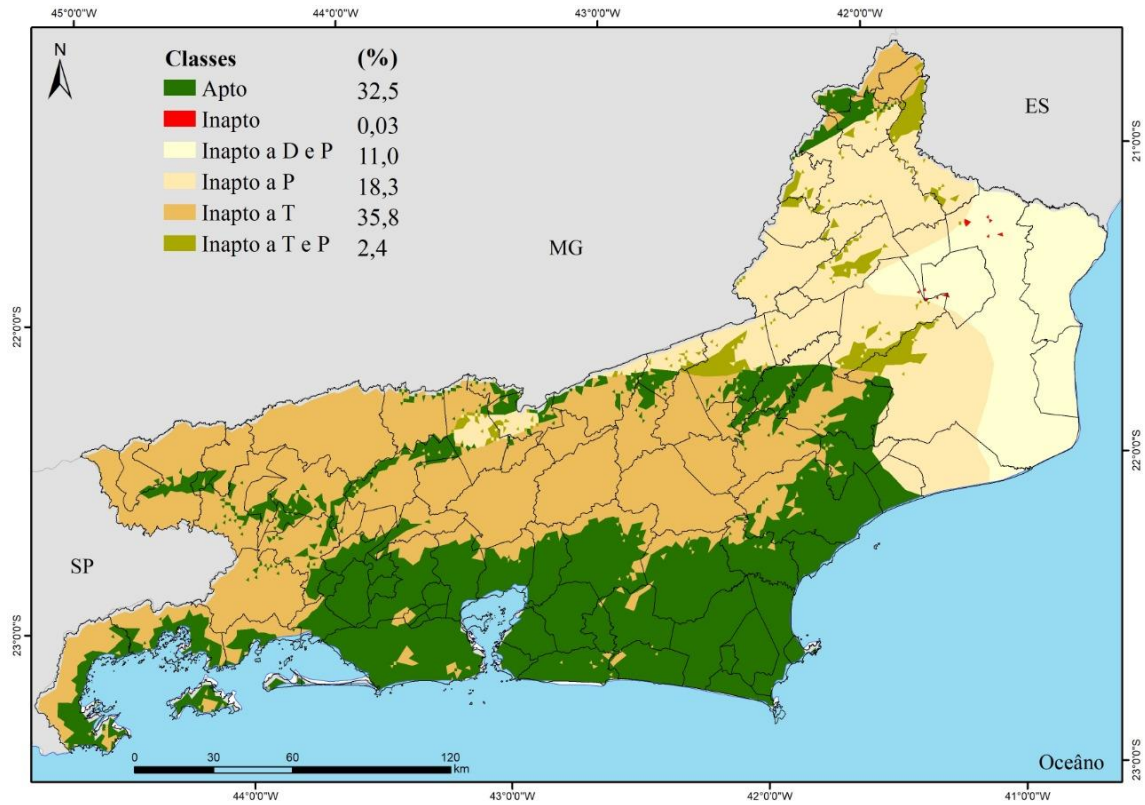 45°0'0"W 44°0'0"W 43°0'0"W 42°0'0"W
N
Classes (%)
Apto 32,5
Inapto 0,03
Inapto a D e P 11,0
Inapto a P 18,3
Inapto a T 35,8
Inapto a T e P 2,4
ES
MG
SP
21°0'0"S
22°0'0"S
22°0'0"S
23°0'0"S
23°0'0"S
0 30 60 120
km
Oceâno
44°0'0"W 43°0'0"W 42°0'0"W 41°0'0"W